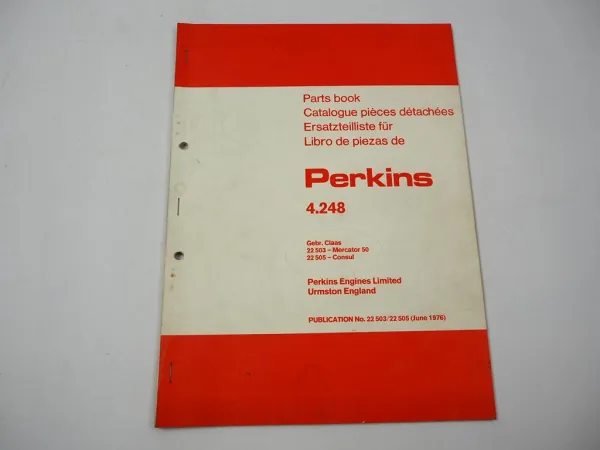 Parts book
Catalogue pièces détachées
Ersatzteilliste für
Libro de piezas de
Perkins
4.248
Gebr. Claas
22 503 – Mercator 50
22 505 – Consul
Perkins Engines Limited
Urmston England
PUBLICATION No. 22 503/22 505 (June 1976)